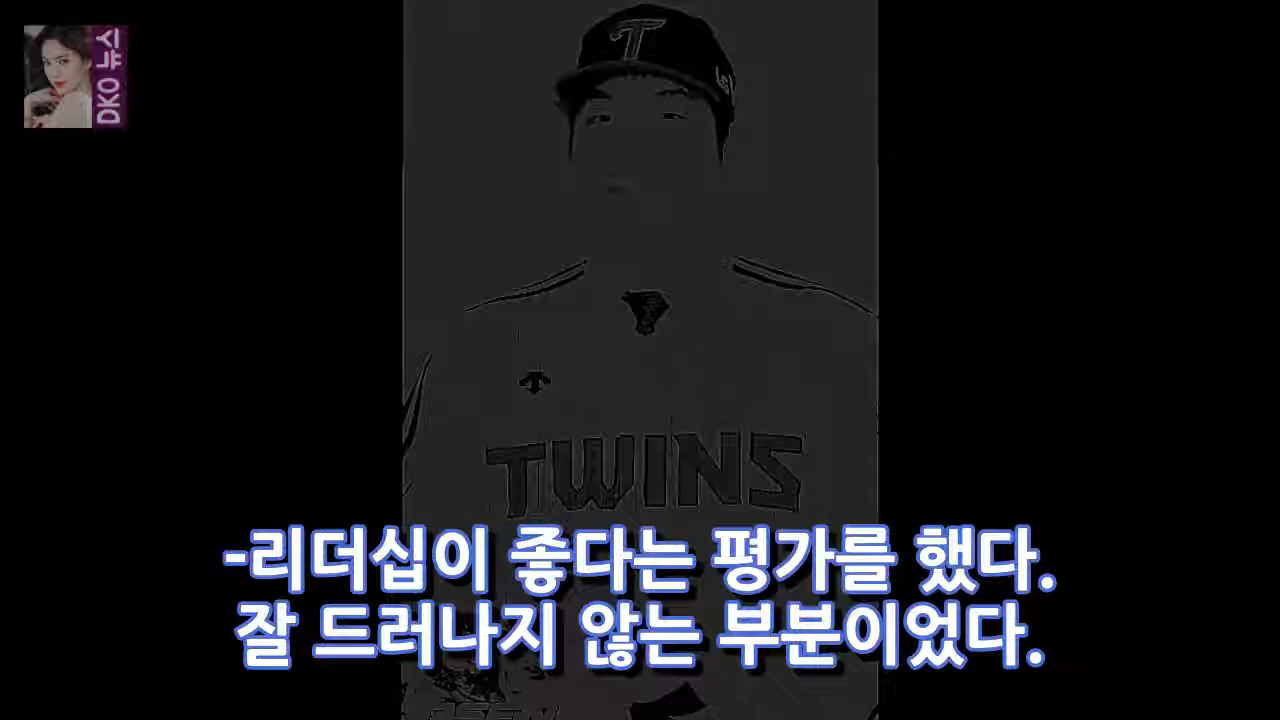 DKO 뉴스
T
TWINS
-리더십이 좋다는 평가를 했다.
잘 드러나지 않는 부분이었다.